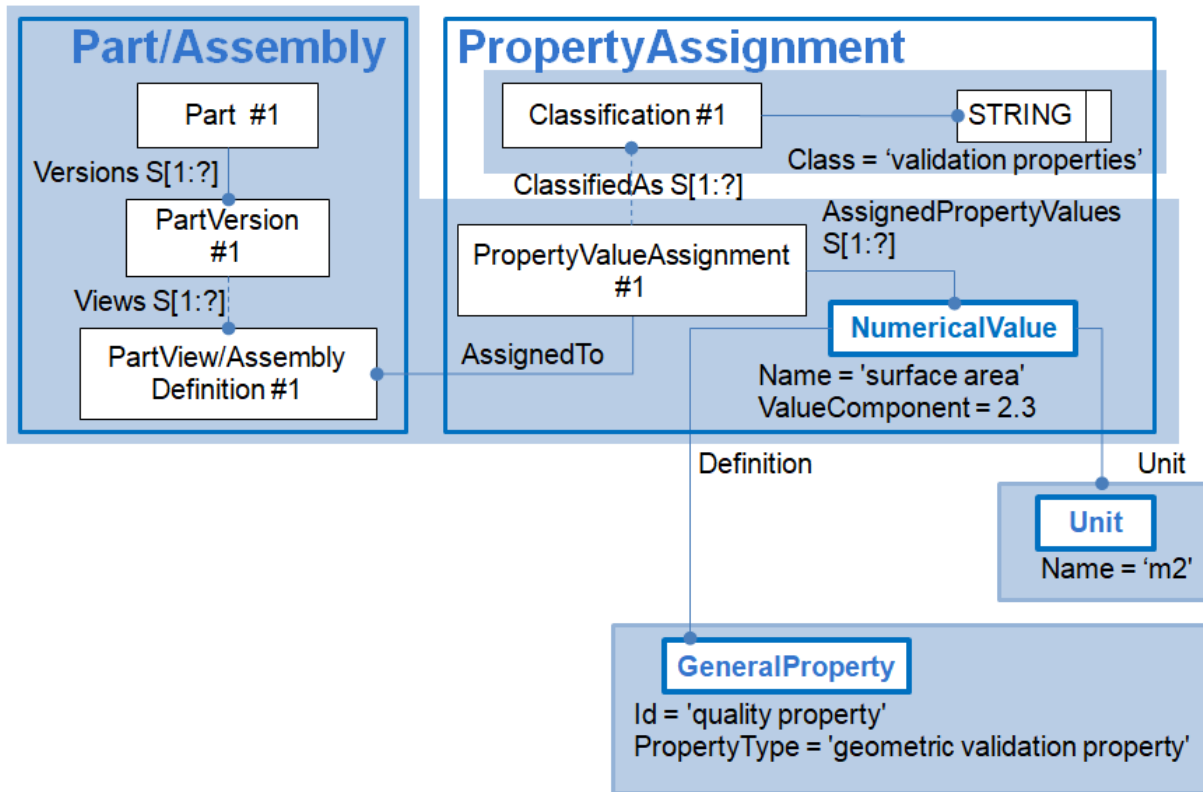 Part/Assembly
Part #1
Versions S[1:?]
PartVersion
#1
Views S[1:?]
PartView/Assembly
Definition #1
PropertyAssignment
Classification #1
STRING
Class = ‘validation properties’
ClassifiedAs S[1:?]
AssignedPropertyValues
S[1:?]
PropertyValueAssignment
#1
AssignedTo
NumericalValue
Name = 'surface area'
ValueComponent = 2.3
Definition
Unit
Unit
Name = ‘m2'
GeneralProperty
Id = 'quality property'
PropertyType = 'geometric validation property'